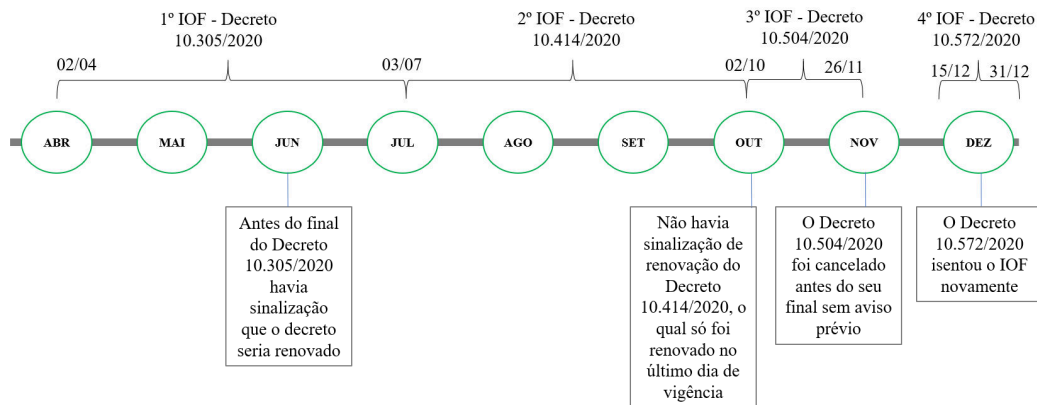 1º IOF - Decreto
10.305/2020
2º IOF - Decreto
10.414/2020
3º IOF - Decreto
10.504/2020
4º IOF - Decreto
10.572/2020
02/04
03/07
02/10
26/11
15/12
31/12
ABR
MAI
JUN
JUL
AGO
SET
OUT
NOV
DEZ
Antes do final
do Decreto
10.305/2020
havia
sinalização
que o decreto
seria renovado
Não havia
sinalização de
renovação do
Decreto
10.414/2020, o
qual só foi
renovado no
último dia de
vigência
O Decreto
10.504/2020
foi cancelado
antes do seu
final sem aviso
prévio
O Decreto
10.572/2020
isentou o IOF
novamente